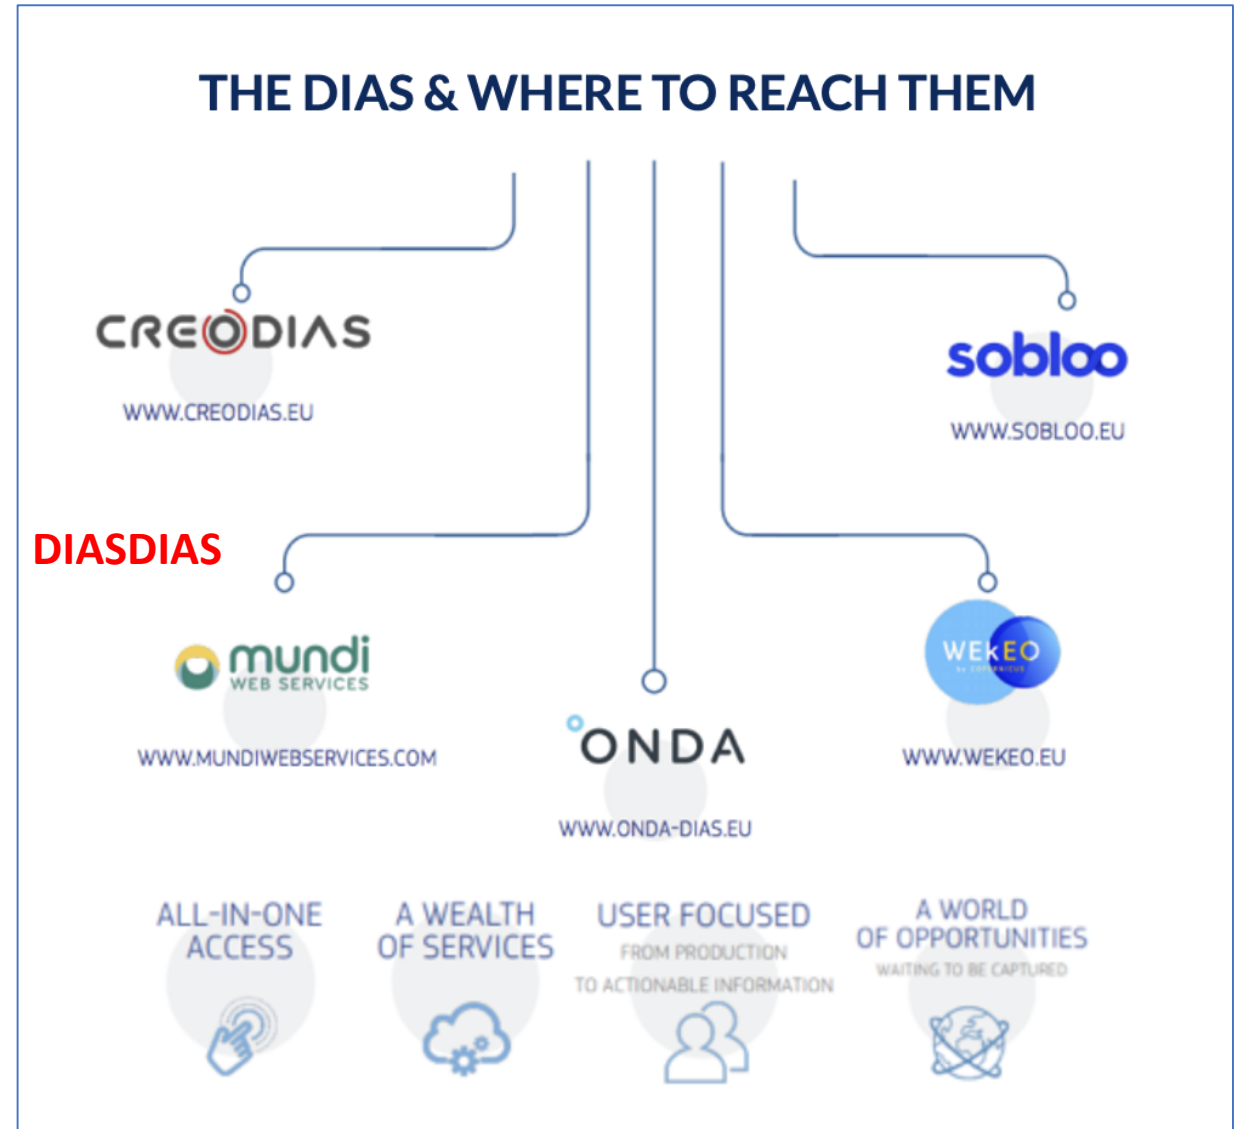 THE DIAS & WHERE TO REACH THEM
CREODIAS
WWW.CREODIAS.EU
sobloo
WWW.SOBLOO.EU
DIASDIAS
mundi
WEB SERVICES
WWW.MUNDIWEBSERVICES.COM
ONDA
WWW.ONDA-DIAS.EU
WEkEO
by COPERNICUS
WWW.WEKEO.EU
ALL-IN-ONE
ACCESS
A WEALTH
OF SERVICES
USER FOCUSED
FROM PRODUCTION
TO ACTIONABLE INFORMATION
A WORLD
OF OPPORTUNITIES
WAITING TO BE CAPTURED